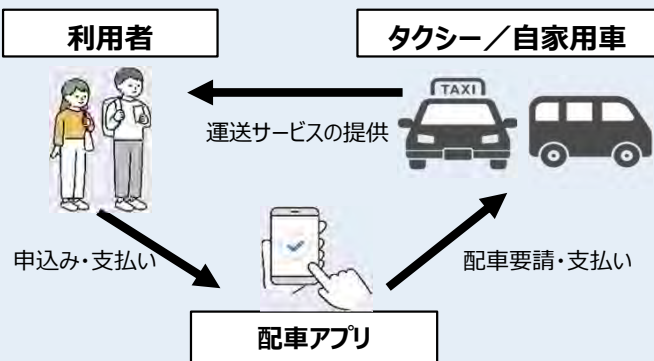 利用者
タクシー／自家用車
TAXI
運送サービスの提供
申込み・支払い
配車要請・支払い
配車アプリ